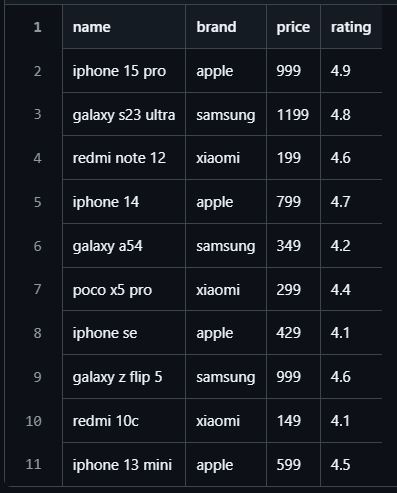 1 name brand price rating
2 iphone 15 pro apple 999 4.9
3 galaxy s23 ultra samsung 1199 4.8
4 redmi note 12 xiaomi 199 4.6
5 iphone 14 apple 799 4.7
6 galaxy a54 samsung 349 4.2
7 poco x5 pro xiaomi 299 4.4
8 iphone se apple 429 4.1
9 galaxy z flip 5 samsung 999 4.6
10 redmi 10c xiaomi 149 4.1
11 iphone 13 mini apple 599 4.5